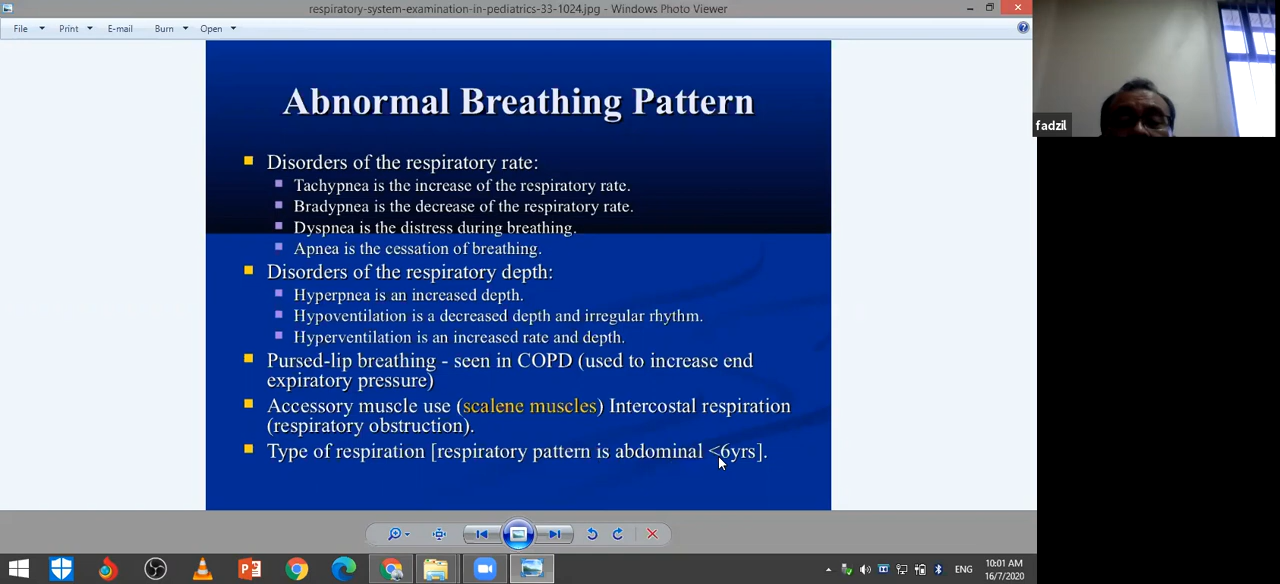 respiratory-system-examination-in-pediatrics-33-1024.jpg - Windows Photo Viewer
File Print E-mail Burn Open
Abnormal Breathing Pattern
Disorders of the respiratory rate:
Tachypnea is the increase of the respiratory rate.
Bradypnea is the decrease of the respiratory rate.
Dyspnea is the distress during breathing.
Apnea is the cessation of breathing.
Disorders of the respiratory depth:
Hyperpnea is an increased depth.
Hypoventilation is a decreased depth and irregular rhythm.
Hyperventilation is an increased rate and depth.
Pursed-lip breathing - seen in COPD (used to increase end
expiratory pressure)
Accessory muscle use (scalene muscles) Intercostal respiration
(respiratory obstruction).
Type of respiration [respiratory pattern is abdominal <6yrs].
fadzil
ENG
10:01 AM
16/7/2020